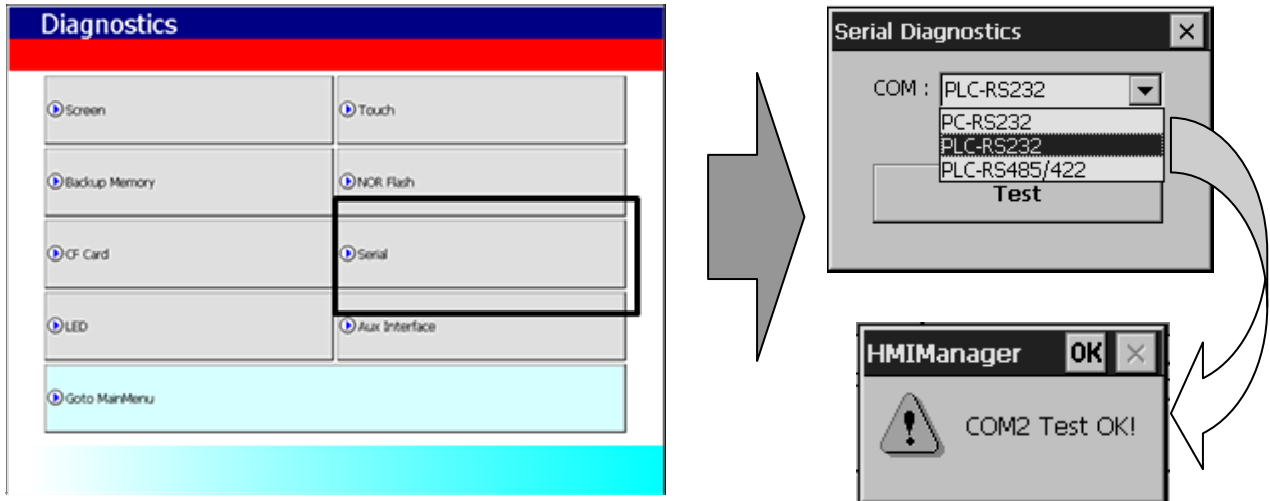 Diagnostics
Screen
Touch
Backup Memory
NOR Flash
CF Card
Serial
LED
Aux Interface
Goto MainMenu
Serial Diagnostics
COM : PLC-RS232
PC-RS232
PLC-RS232
PLC-RS485/422
Test
HMIManager OK
COM2 Test OK!